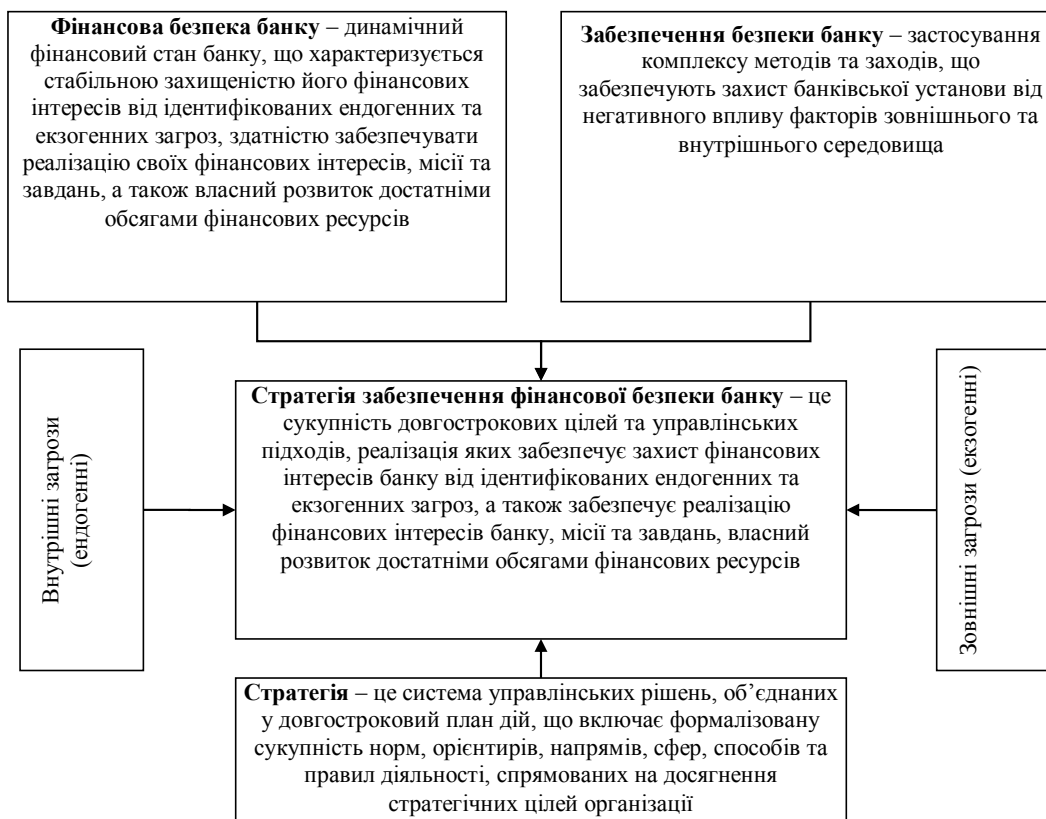 Фінансова безпека банку – динамічний
фінансовий стан банку, що характеризується
стабільною захищеністю його фінансових
інтересів від ідентифікованих ендогенних та
екзогенних загроз, здатністю забезпечувати
реалізацію своїх фінансових інтересів, місії та
завдань, а також власний розвиток достатніми
обсягами фінансових ресурсів
Забезпечення безпеки банку – застосування
комплексу методів та заходів, що
забезпечують захист банківської установи від
негативного впливу факторів зовнішнього та
внутрішнього середовища
Внутрішні загрози
(ендогенні)
Стратегія забезпечення фінансової безпеки банку – це
сукупність довгострокових цілей та управлінських
підходів, реалізація яких забезпечує захист фінансових
інтересів банку від ідентифікованих ендогенних та
екзогенних загроз, а також забезпечує реалізацію
фінансових інтересів банку, місії та завдань, власний
розвиток достатніми обсягами фінансових ресурсів
Зовнішні загрози (екзогенні)
Стратегія – це система управлінських рішень, об’єднаних
у довгостроковий план дій, що включає формалізовану
сукупність норм, орієнтирів, напрямів, сфер, способів та
правил діяльності, спрямованих на досягнення
стратегічних цілей організації